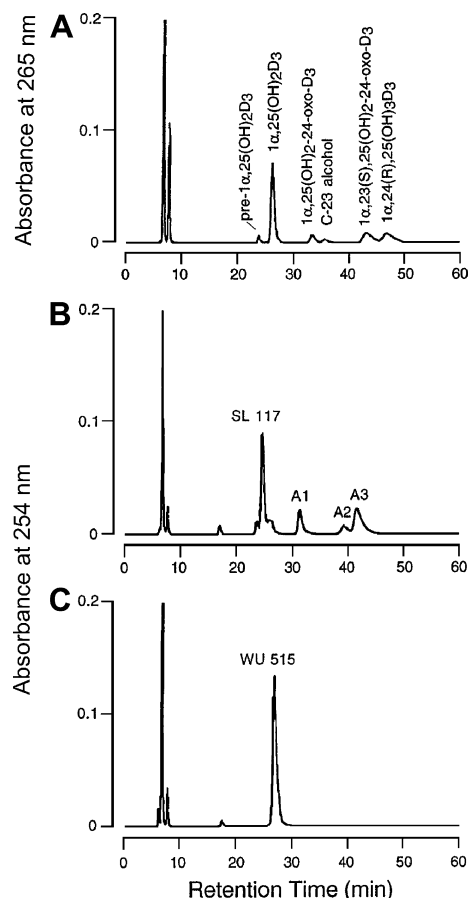 A
Absorbance at 265 nm
0.1
0
pre-1α,25(OH)2D3
1α,25(OH)2D3
1α,25(OH)2-24-oxo-D3
C-23 alcohol
1α,23(S),25(OH)2-24-oxo-D3
1α,24(R),25(OH)3D3
0 10 20 30 40 50 60
B
Absorbance at 254 nm
0.2
0.1
0
SL 117
A1
A2
A3
0 10 20 30 40 50 60
C
0.2
0.1
0
WU 515
0 10 20 30 40 50 60
Retention Time (min)